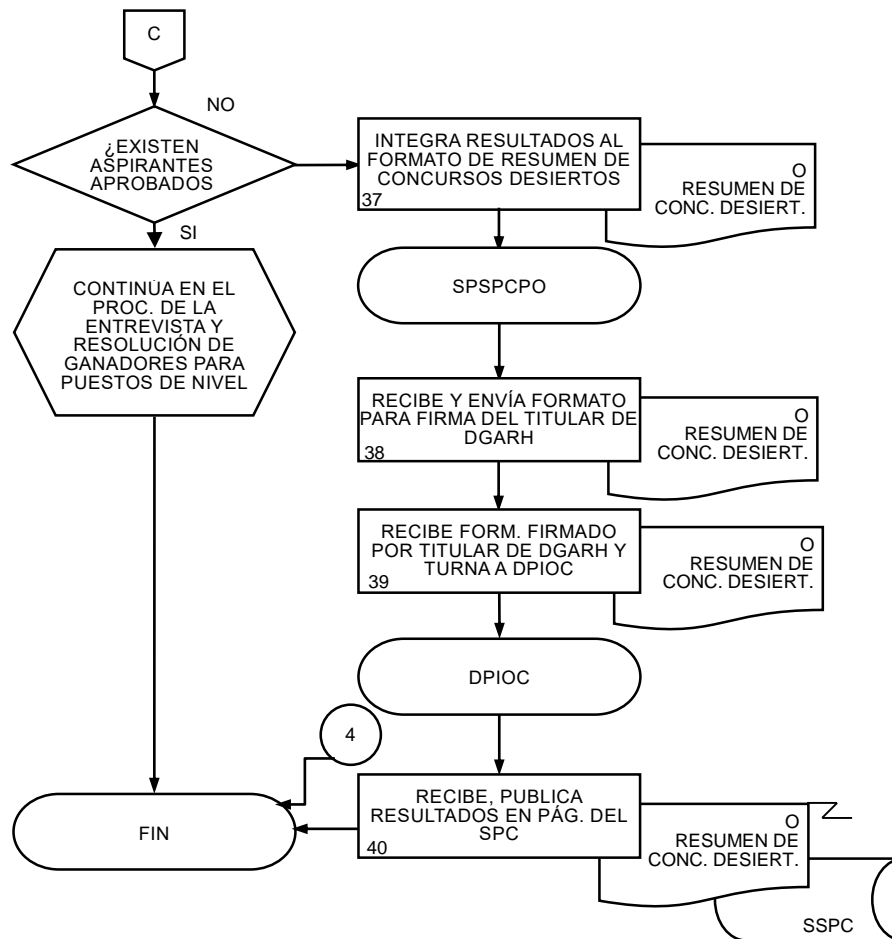 C
NO
¿EXISTEN
ASPIRANTES
APROBADOS
SI
CONTINÚA EN EL
PROC. DE LA
ENTREVISTA Y
RESOLUCIÓN DE
GANADORES PARA
PUESTOS DE NIVEL
INTEGRA RESULTADOS AL
FORMATO DE RESUMEN DE
CONCURSOS DESIERTOS
37
O
RESUMEN DE
CONC. DESIERT.
SPSPCPO
RECIBE Y ENVÍA FORMATO
PARA FIRMA DEL TITULAR DE
DGARH
38
O
RESUMEN DE
CONC. DESIERT.
RECIBE FORM. FIRMADO
POR TITULAR DE DGARH Y
TURNA A DPIOC
39
O
RESUMEN DE
CONC. DESIERT.
DPIOC
4
RECIBE, PUBLICA
RESULTADOS EN PÁG. DEL
SPC
40
O
RESUMEN DE
CONC. DESIERT.
SSPC
FIN